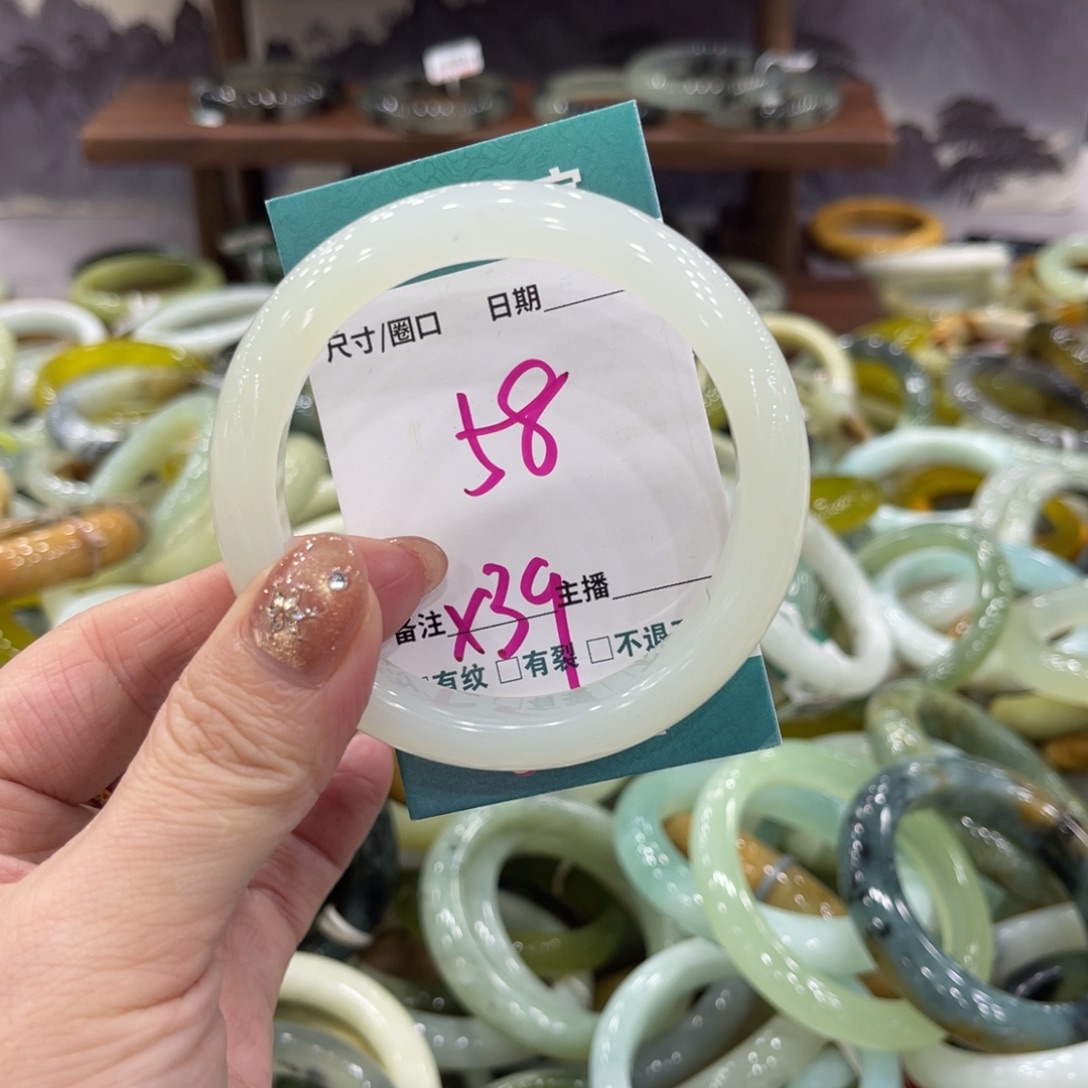 尺寸/圈口 日期
58
备注 X39 主播
有纹 □有裂 □不退